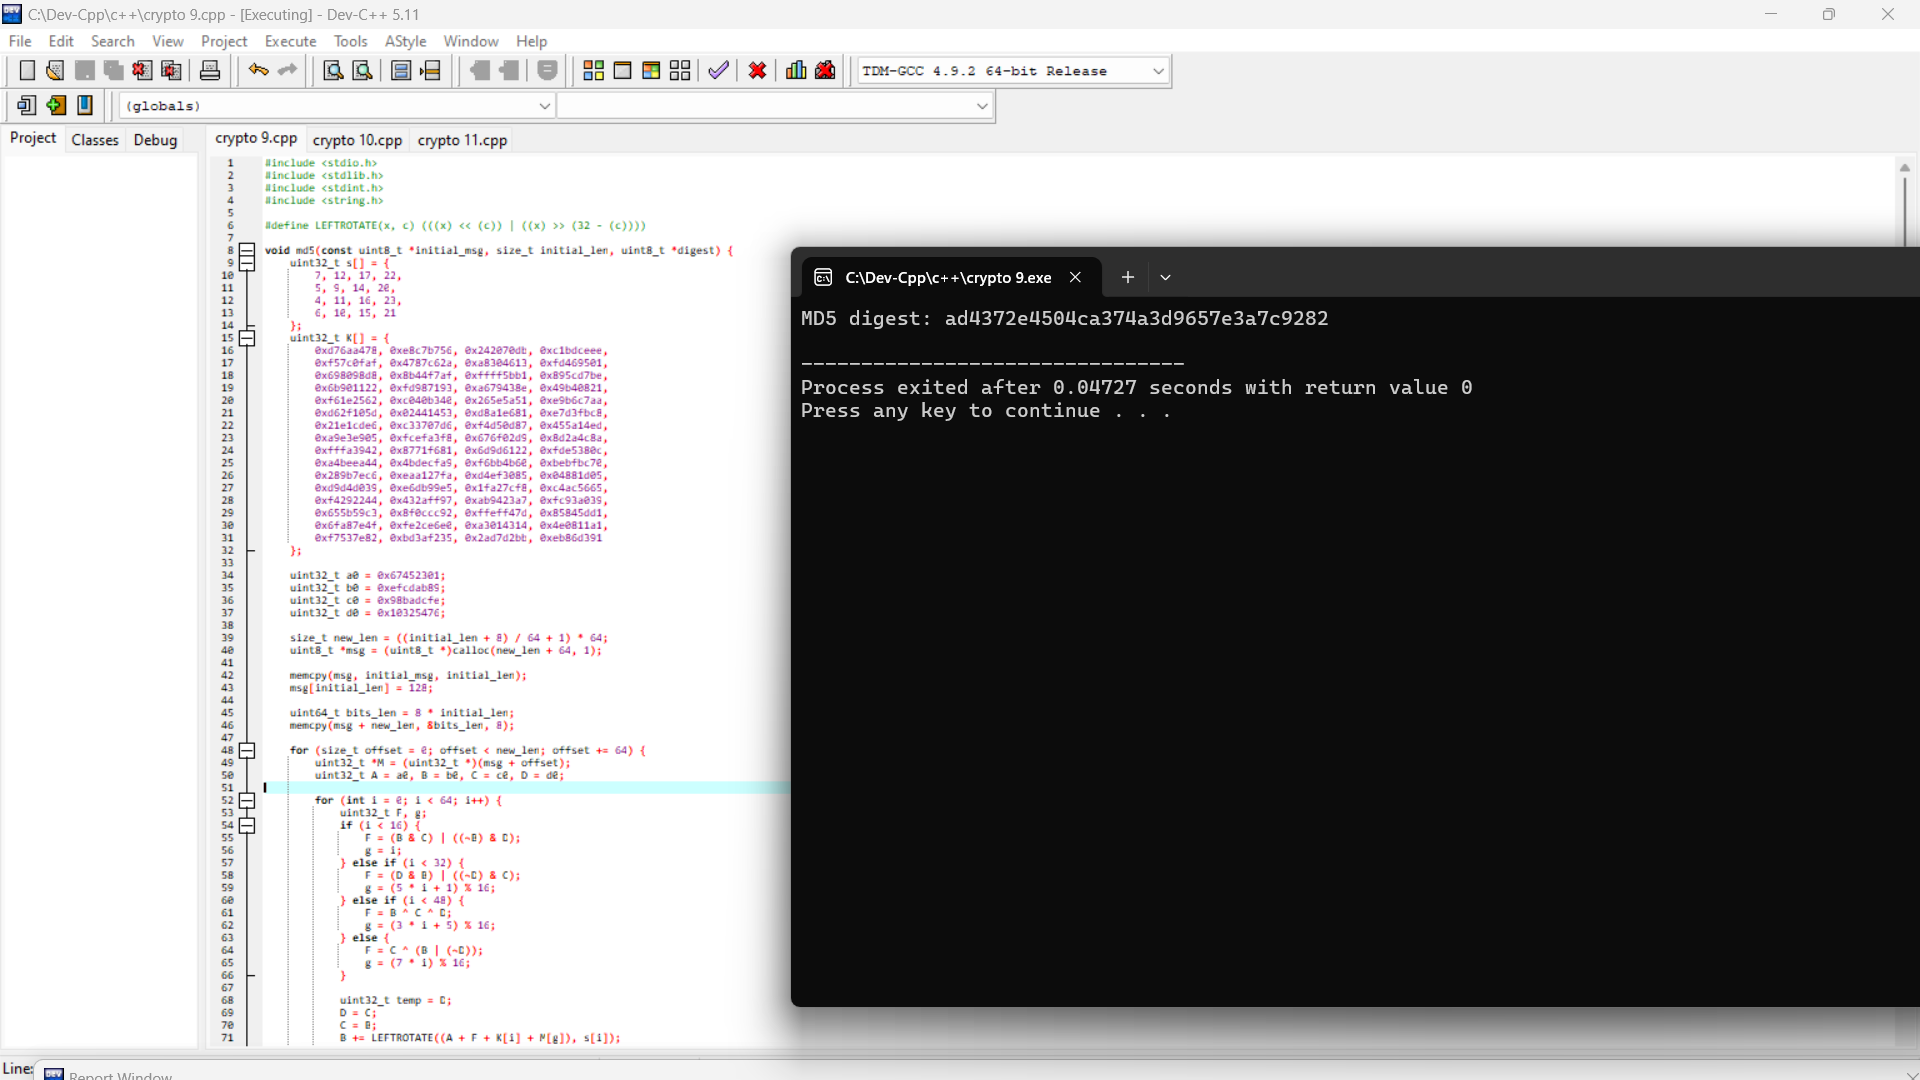 C:\Dev-Cpp\c++\crypto 9.cpp - [Executing] - Dev-C++ 5.11
File Edit Search View Project Execute Tools AStyle Window Help
TDM-GCC 4.9.2 64-bit Release
(globals)
Project Classes Debug
crypto 9.cpp crypto 10.cpp crypto 11.cpp
1 #include <stdio.h>
2 #include <stdlib.h>
3 #include <stdint.h>
4 #include <string.h>
5
6 #define LEFTROTATE(x, c) (((x) << (c)) | ((x) >> (32 - (c))))
7
8 void md5(const uint8_t *initial_msg, size_t initial_len, uint8_t *digest) {
9 uint32_t s[] = {
10 7, 12, 17, 22,
11 5, 9, 14, 20,
12 4, 11, 16, 23,
13 6, 10, 15, 21
14 };
15 uint32_t K[] = {
16 0xd76aa478, 0xe8c7b756, 0x242070db, 0xc1bdceee,
17 0xf57c0faf, 0x4787c62a, 0xa8304613, 0xfd469501,
18 0x698098d8, 0x8b44f7af, 0xffff5bb1, 0x895cd7be,
19 0x6b901122, 0xfd987193, 0xa679438e, 0x49b40821,
20 0xf61e2562, 0xc040b340, 0x265e5a51, 0xe9b6c7aa,
21 0xd62f105d, 0x02441453, 0xd8a1e681, 0xe7d3fbc8,
22 0x21e1cde6, 0xc33707d6, 0xf4d50d87, 0x455a14ed,
23 0xa9e3e905, 0xfcefa3f8, 0x676f02d9, 0x8d2a4c8a,
24 0xfffa3942, 0x8771f681, 0x6d9d6122, 0xfde5380c,
25 0xa4beea44, 0x4bdecfa9, 0xf6bb4b60, 0xbebfbc70,
26 0x289b7ec6, 0xeaa127fa, 0xd4ef3085, 0x04881d05,
27 0xd9d4d039, 0xe6db99e5, 0x1fa27cf8, 0xc4ac5665,
28 0xf4292244, 0x432aff97, 0xab9423a7, 0xfc93a039,
29 0x655b59c3, 0x8f0ccc92, 0xffeff47d, 0x85845dd1,
30 0x6fa87e4f, 0xfe2ce6e0, 0xa3014314, 0x4e0811a1,
31 0xf7537e82, 0xbd3af235, 0x2ad7d2bb, 0xeb86d391
32 };
33
34 uint32_t a0 = 0x67452301;
35 uint32_t b0 = 0xefcdab89;
36 uint32_t c0 = 0x98badcfe;
37 uint32_t d0 = 0x10325476;
38
39 size_t new_len = ((initial_len + 8) / 64 + 1) * 64;
40 uint8_t *msg = (uint8_t *)calloc(new_len + 64, 1);
41
42 memcpy(msg, initial_msg, initial_len);
43 msg[initial_len] = 128;
44
45 uint64_t bits_len = 8 * initial_len;
46 memcpy(msg + new_len, &bits_len, 8);
47
48 for (size_t offset = 0; offset < new_len; offset += 64) {
49 uint32_t *M = (uint32_t *)(msg + offset);
50 uint32_t A = a0, B = b0, C = c0, D = d0;
51
52 for (int i = 0; i < 64; i++) {
53 uint32_t F, g;
54 if (i < 16) {
55 F = (B & C) | ((~B) & D);
56 g = i;
57 } else if (i < 32) {
58 F = (D & B) | ((~D) & C);
59 g = (5 * i + 1) % 16;
60 } else if (i < 48) {
61 F = B ^ C ^ D;
62 g = (3 * i + 5) % 16;
63 } else {
64 F = C ^ (B | (~D));
65 g = (7 * i) % 16;
66 }
67
68 uint32_t temp = D;
69 D = C;
70 C = B;
71 B += LEFTROTATE((A + F + K[i] + M[g]), s[i]);
C:\Dev-Cpp\c++\crypto 9.exe
MD5 digest: ad4372e4504ca374a3d9657e3a7c9282
--------------------------------
Process exited after 0.04727 seconds with return value 0
Press any key to continue . . .
Line:
Report Window